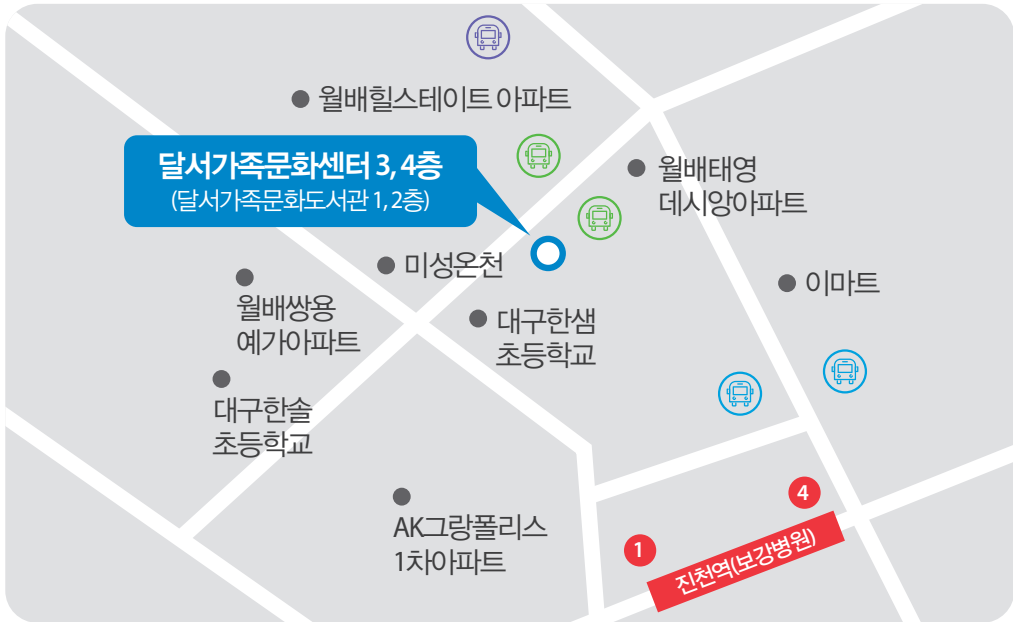 월배힐스테이트 아파트
달서가족문화센터 3, 4층
(달서가족문화도서관 1, 2층)
월배태영
데시앙아파트
미성온천
이마트
월배쌍용
예가아파트
대구한샘
초등학교
대구한솔
초등학교
AK그랑폴리스
1차아파트
4
1
진천역(보강병원)